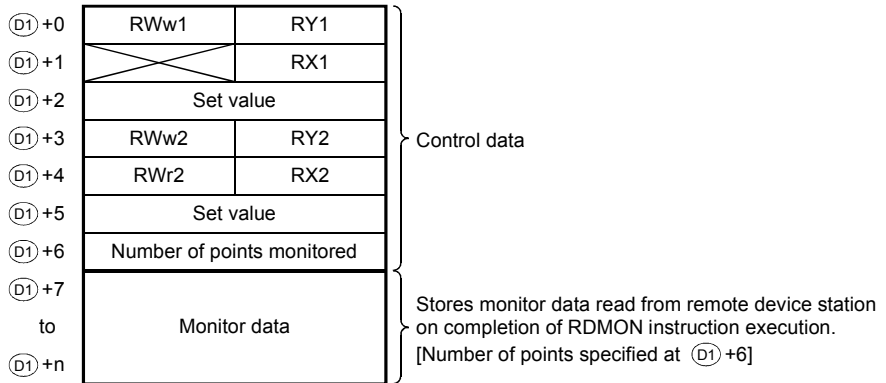 D1 +0 RWw1 RY1
D1 +1 RX1
D1 +2 Set value
D1 +3 RWw2 RY2
Control data
D1 +4 RWr2 RX2
D1 +5 Set value
D1 +6 Number of points monitored
D1 +7
to Monitor data
D1 +n
Stores monitor data read from remote device station
on completion of RDMON instruction execution.
[Number of points specified at D1 +6]